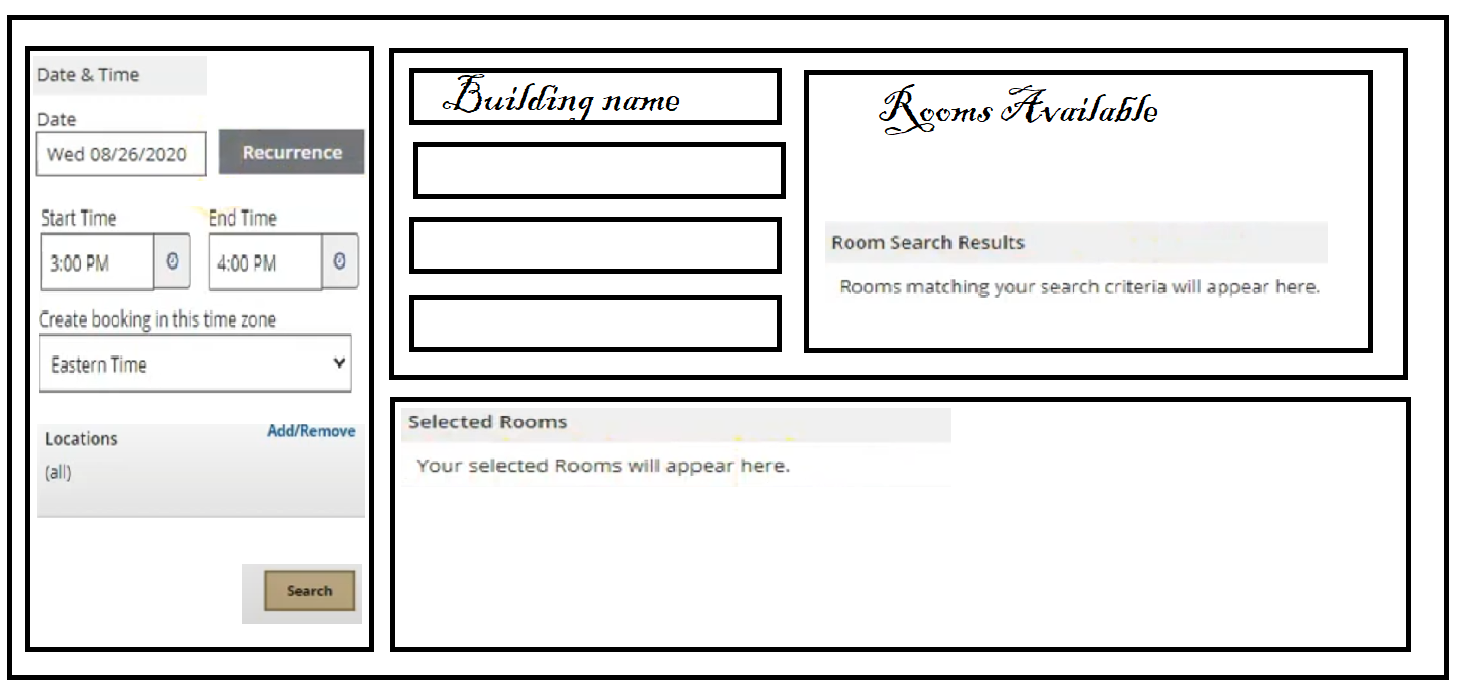 Date & Time
Date
Wed 08/26/2020
Recurrence
Start Time
End Time
3:00 PM
4:00 PM
Create booking in this time zone
Eastern Time
Locations
Add/Remove
(all)
Search
Building name
Rooms Available
Room Search Results
Rooms matching your search criteria will appear here.
Selected Rooms
Your selected Rooms will appear here.